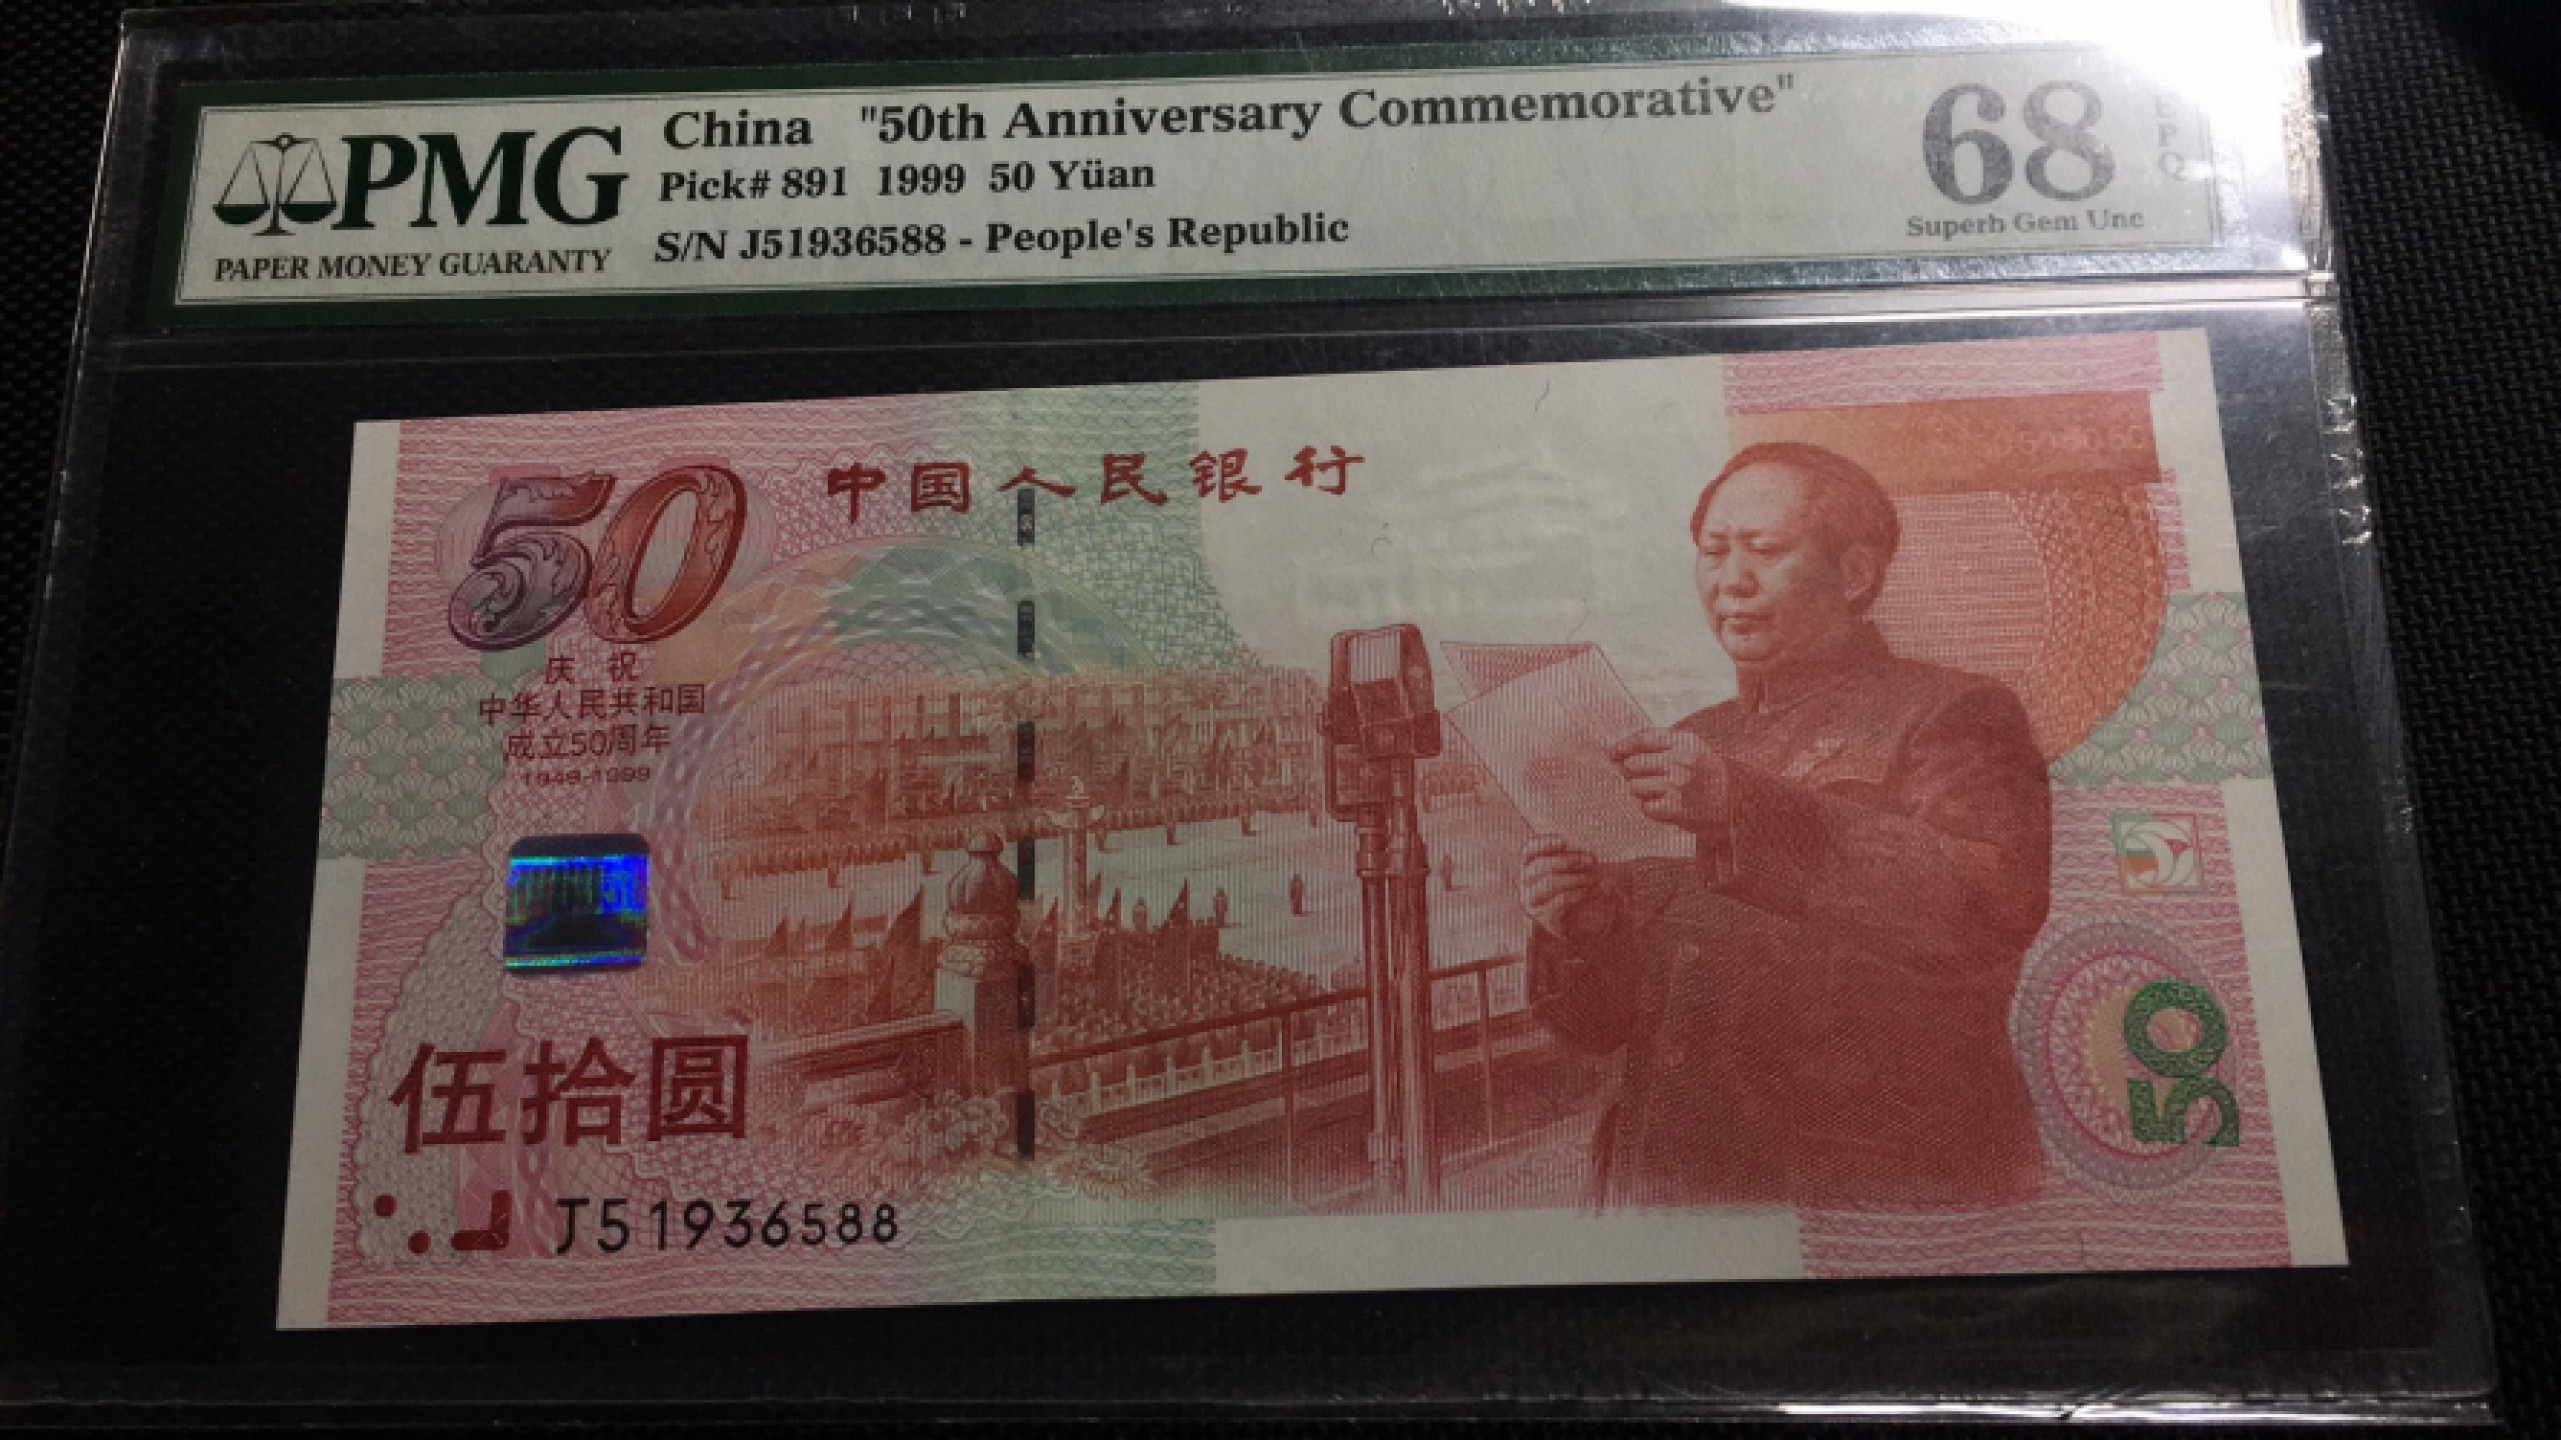 PMG
PAPER MONEY GUARANTY
China "50th Anniversary Commemorative"
Pick# 891 1999 50 Yüan
S/N J51936588 - People's Republic
68
EPQ
Superb Gem Unc
50
中国人民银行
庆祝
中华人民共和国
成立50周年
1949-1999
伍拾圆
J51936588
50